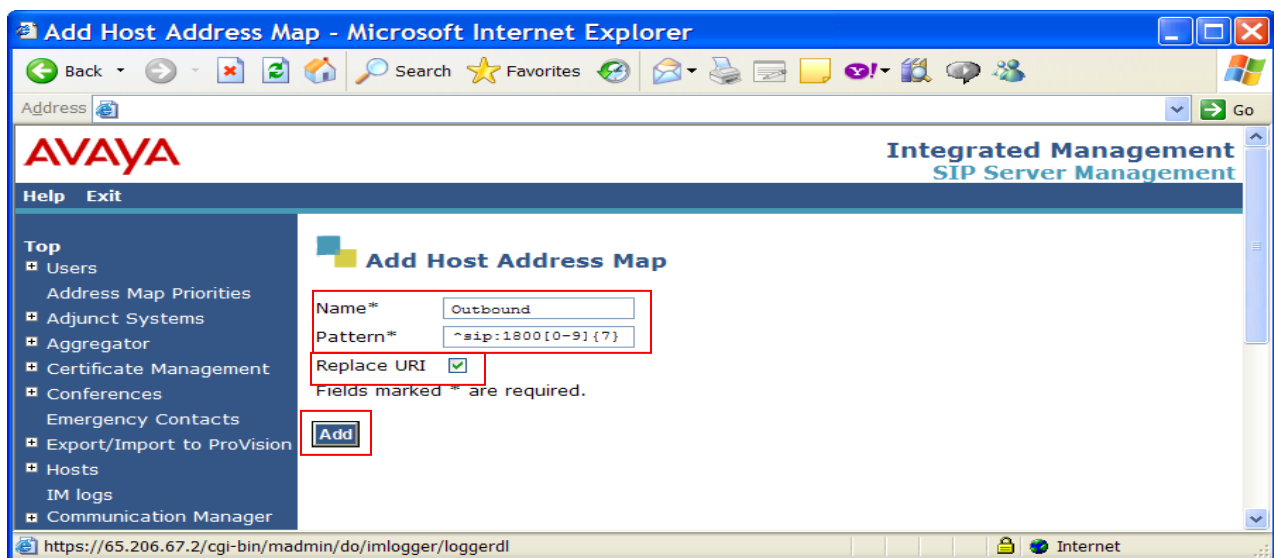 Add Host Address Map - Microsoft Internet Explorer
Back Search Favorites
Address Go
AVAYA
Integrated Management
SIP Server Management
Help Exit
Top
Users
Address Map Priorities
Adjunct Systems
Aggregator
Certificate Management
Conferences
Emergency Contacts
Export/Import to ProVision
Hosts
IM logs
Communication Manager
Add Host Address Map
Name* Outbound
Pattern* ^sip:1800[0-9]{7}
Replace URI
Fields marked * are required.
Add
https://65.206.67.2/cgi-bin/madmin/do/imlogger/loggerdl Internet